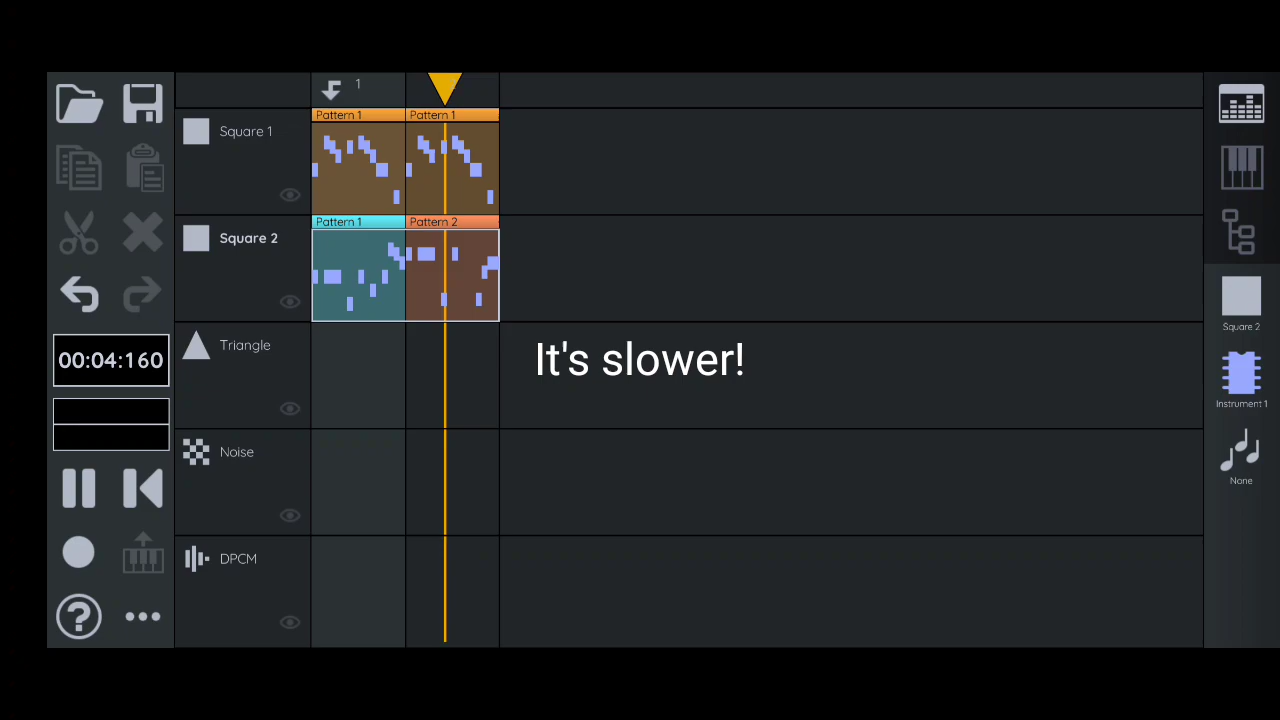 1
Pattern 1
Pattern 1
Square 1
Pattern 1
Pattern 2
Square 2
Square 2
00:04:160
It's slower!
Triangle
Instrument 1
Noise
None
DPCM
?